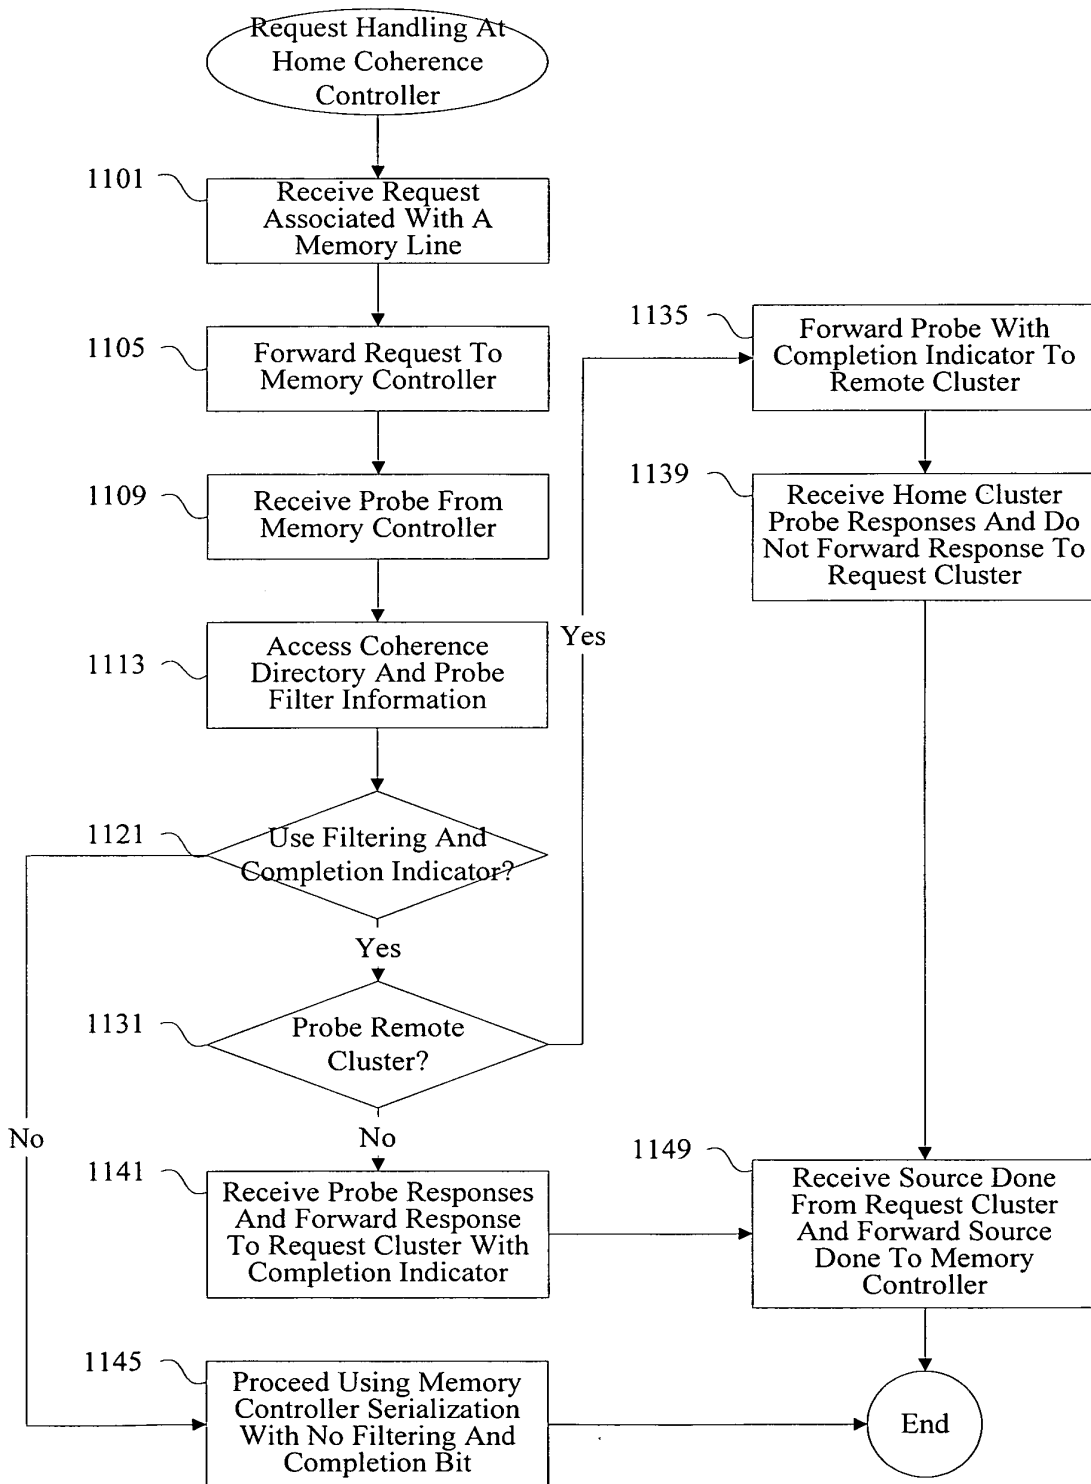 Request Handling At
Home Coherence
Controller
1101
Receive Request
Associated With A
Memory Line
1105
Forward Request To
Memory Controller
1109
Receive Probe From
Memory Controller
1113
Access Coherence
Directory And Probe
Filter Information
1121
Use Filtering And
Completion Indicator?
Yes
1131
Probe Remote
Cluster?
No
Yes
1135
Forward Probe With
Completion Indicator To
Remote Cluster
1139
Receive Home Cluster
Probe Responses And Do
Not Forward Response To
Request Cluster
No
1141
Receive Probe Responses
And Forward Response
To Request Cluster With
Completion Indicator
1149
Receive Source Done
From Request Cluster
And Forward Source
Done To Memory
Controller
1145
Proceed Using Memory
Controller Serialization
With No Filtering And
Completion Bit
End